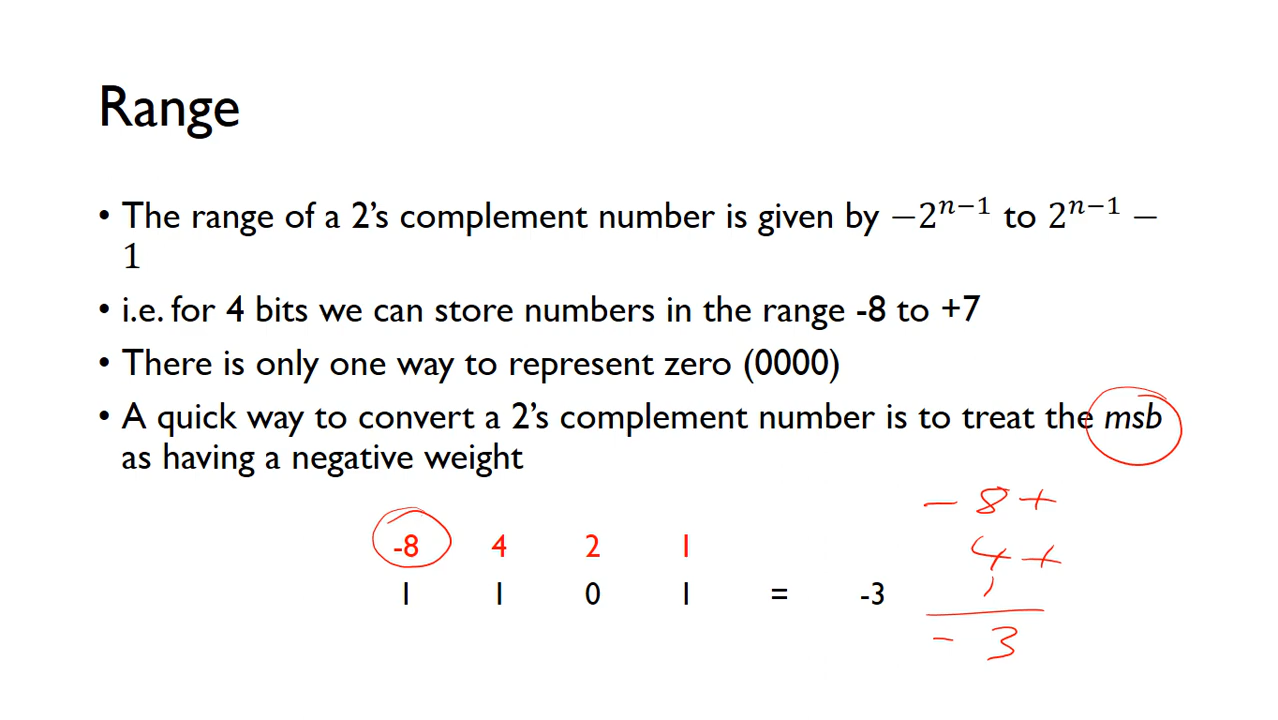 Range
• The range of a 2's complement number is given by −2ⁿ⁻¹ to 2ⁿ⁻¹ −
1
• i.e. for 4 bits we can store numbers in the range -8 to +7
• There is only one way to represent zero (0000)
• A quick way to convert a 2's complement number is to treat the msb
as having a negative weight
-8 4 2 1
1 1 0 1 = -3
− 8 +
4 +
1
− 3